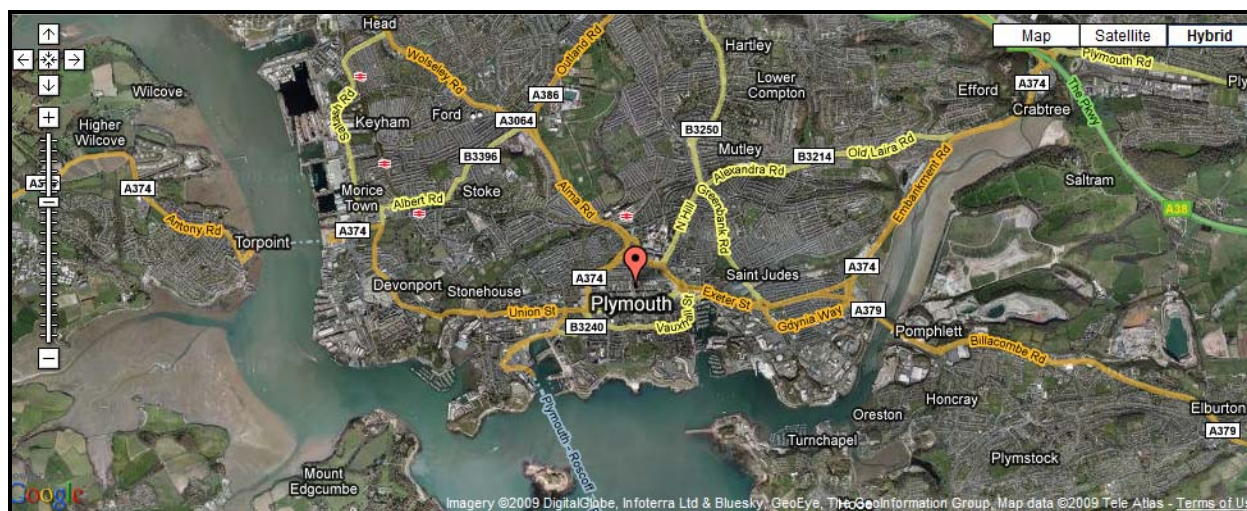 Head
Hartley
Map
Satellite
Hybrid
Outland Rd
Wolseley Rd
Plymouth Rd
Ply
The Pkwy
A374
Lower
Compton
Efford
Crabtree
Wilcove
A386
Saltash Rd
Keyham
Ford
A3064
B3250
Higher
Wilcove
Mutley
B3214
Old Laira Rd
B3396
Alexandra Rd
Embankment Rd
Saltram
A374
Morice
Town
Albert Rd
Stoke
Alma Rd
N Hill
Greenbank Rd
A38
Antony Rd
A374
Torpoint
A374
Saint Judes
A374
Devonport
Stonehouse
Union St
Plymouth
Exeter St
Gdynia Way
A379
B3240
Pomphlett
Billacombe Rd
Plymouth - Roscoff
Honcray
Oreston
Elburton
A379
Turnchapel
Plymstock
Mount
Edgcumbe
Google
Imagery ©2009 DigitalGlobe, Infoterra Ltd & Bluesky, GeoEye, The GeoInformation Group, Map data ©2009 Tele Atlas - Terms of U